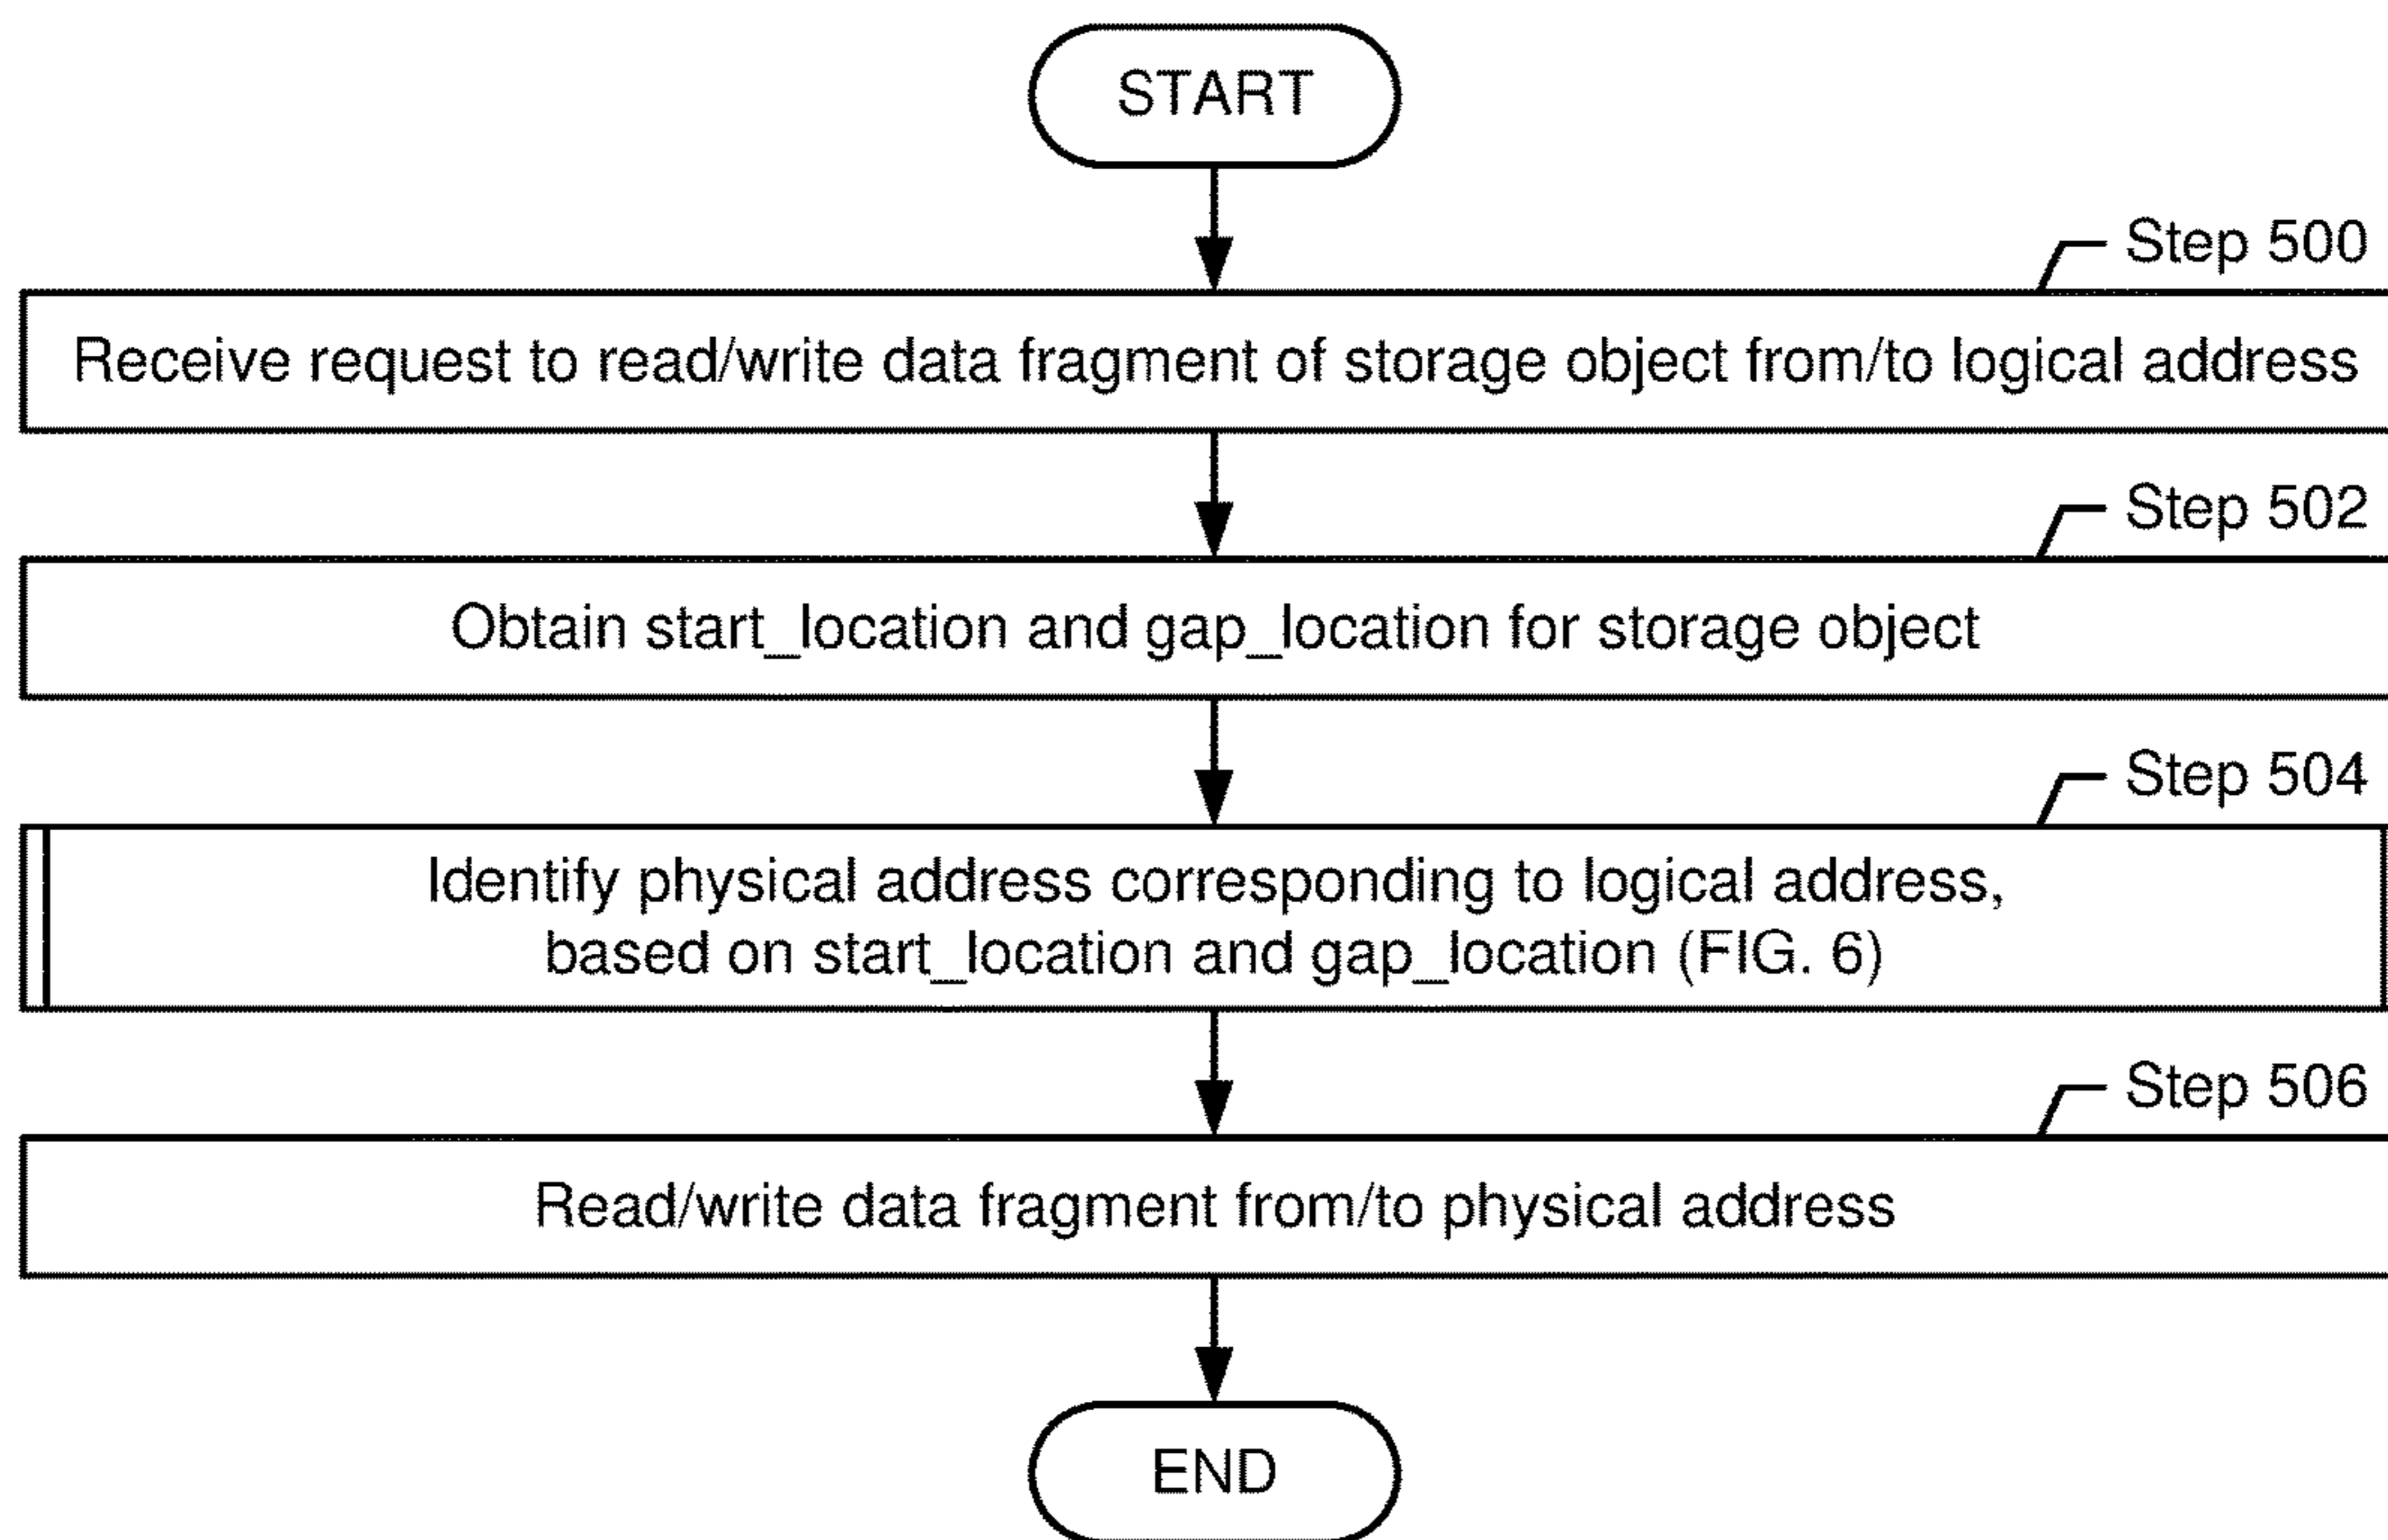 START
Step 500
Receive request to read/write data fragment of storage object from/to logical address
Step 502
Obtain start_location and gap_location for storage object
Step 504
Identify physical address corresponding to logical address,
based on start_location and gap_location (FIG. 6)
Step 506
Read/write data fragment from/to physical address
END